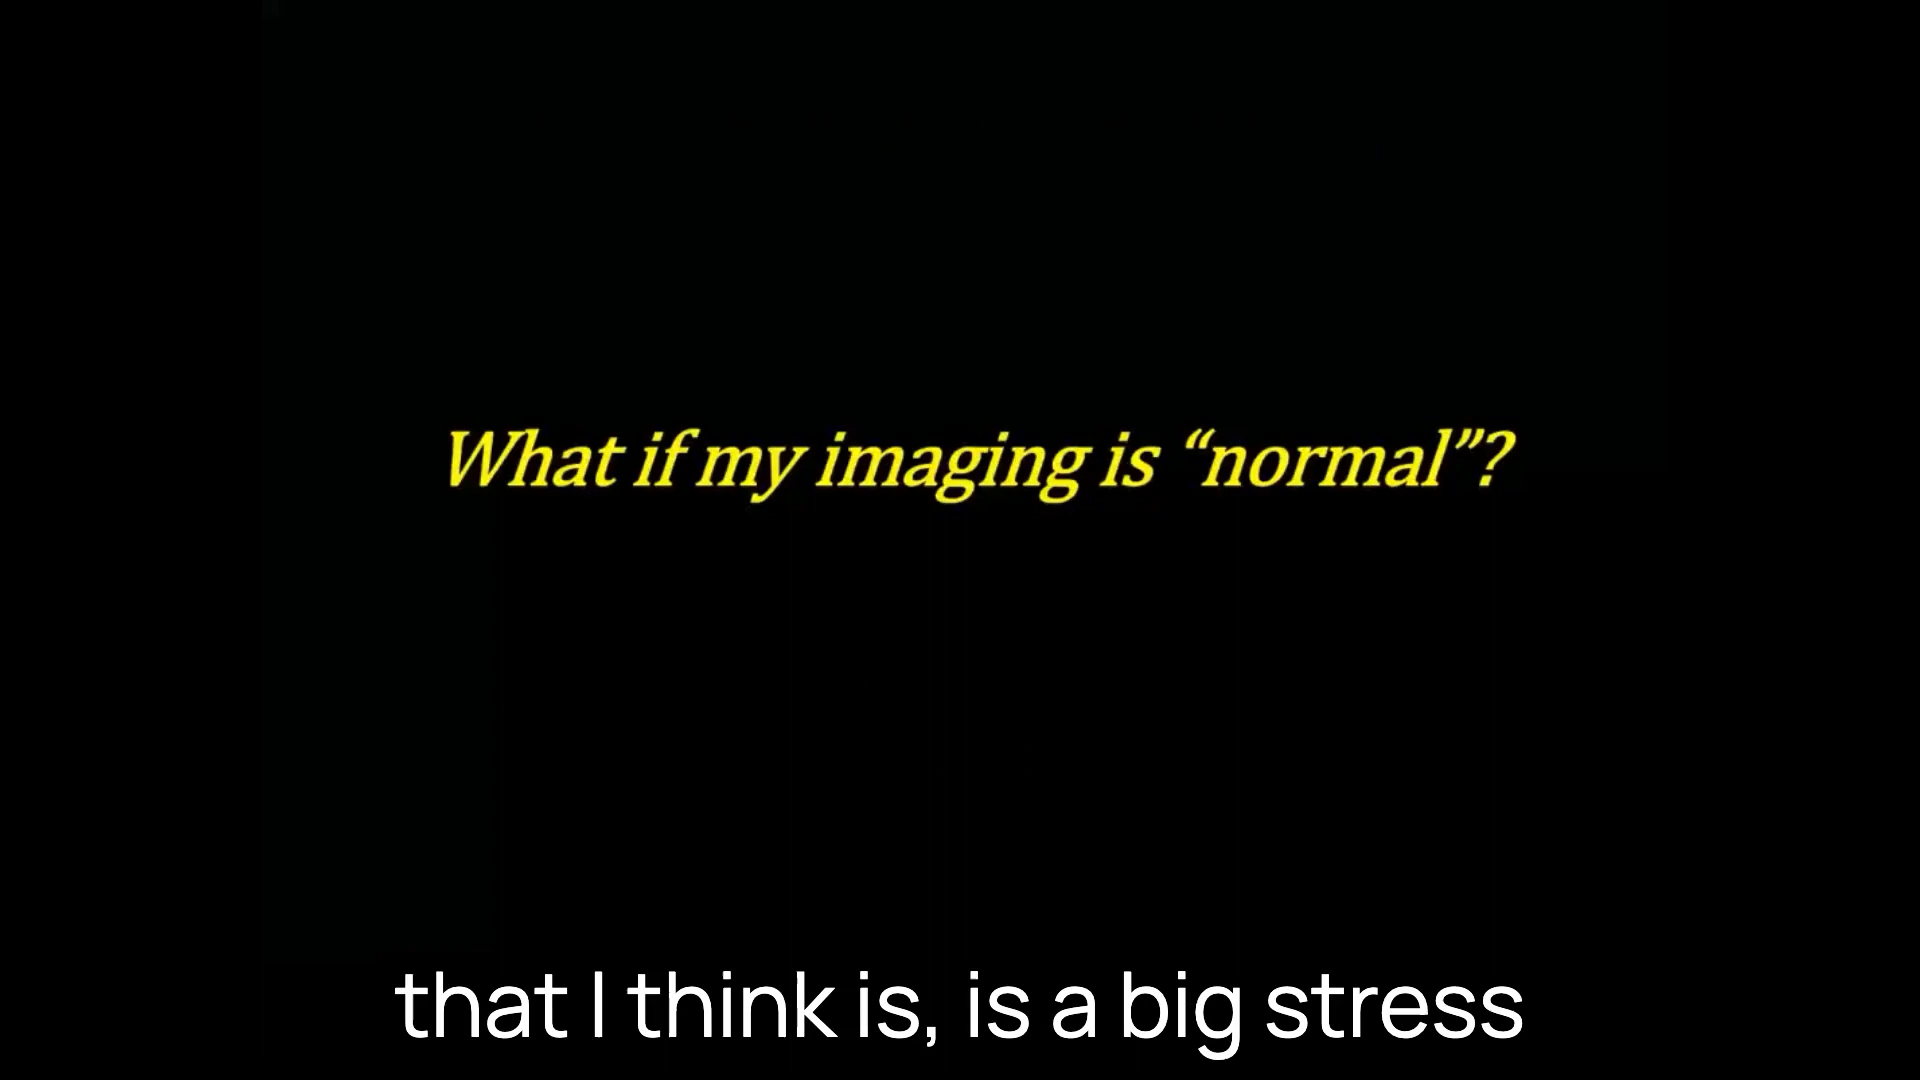 What if my imaging is “normal”?
that I think is, is a big stress